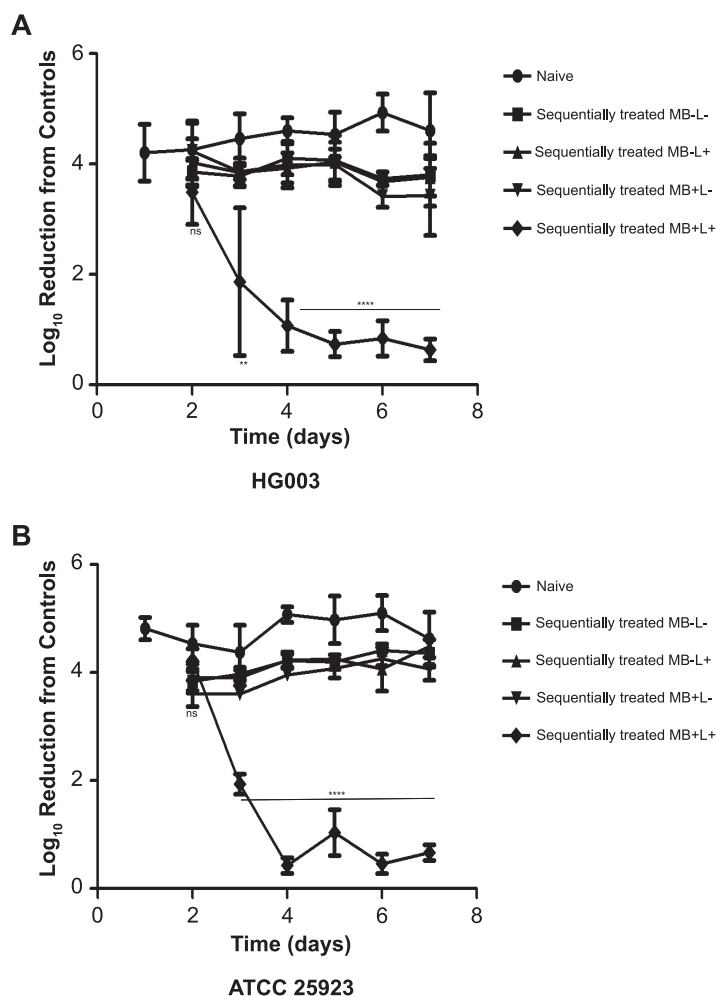 A
6
4
2
0
Log10 Reduction from Controls
ns
**
****
0 2 4 6 8
Time (days)
HG003
Naive
Sequentially treated MB-L-
Sequentially treated MB-L+
Sequentially treated MB+L-
Sequentially treated MB+L+
B
6
4
2
0
Log10 Reduction from Controls
ns
****
0 2 4 6 8
Time (days)
ATCC 25923
Naive
Sequentially treated MB-L-
Sequentially treated MB-L+
Sequentially treated MB+L-
Sequentially treated MB+L+